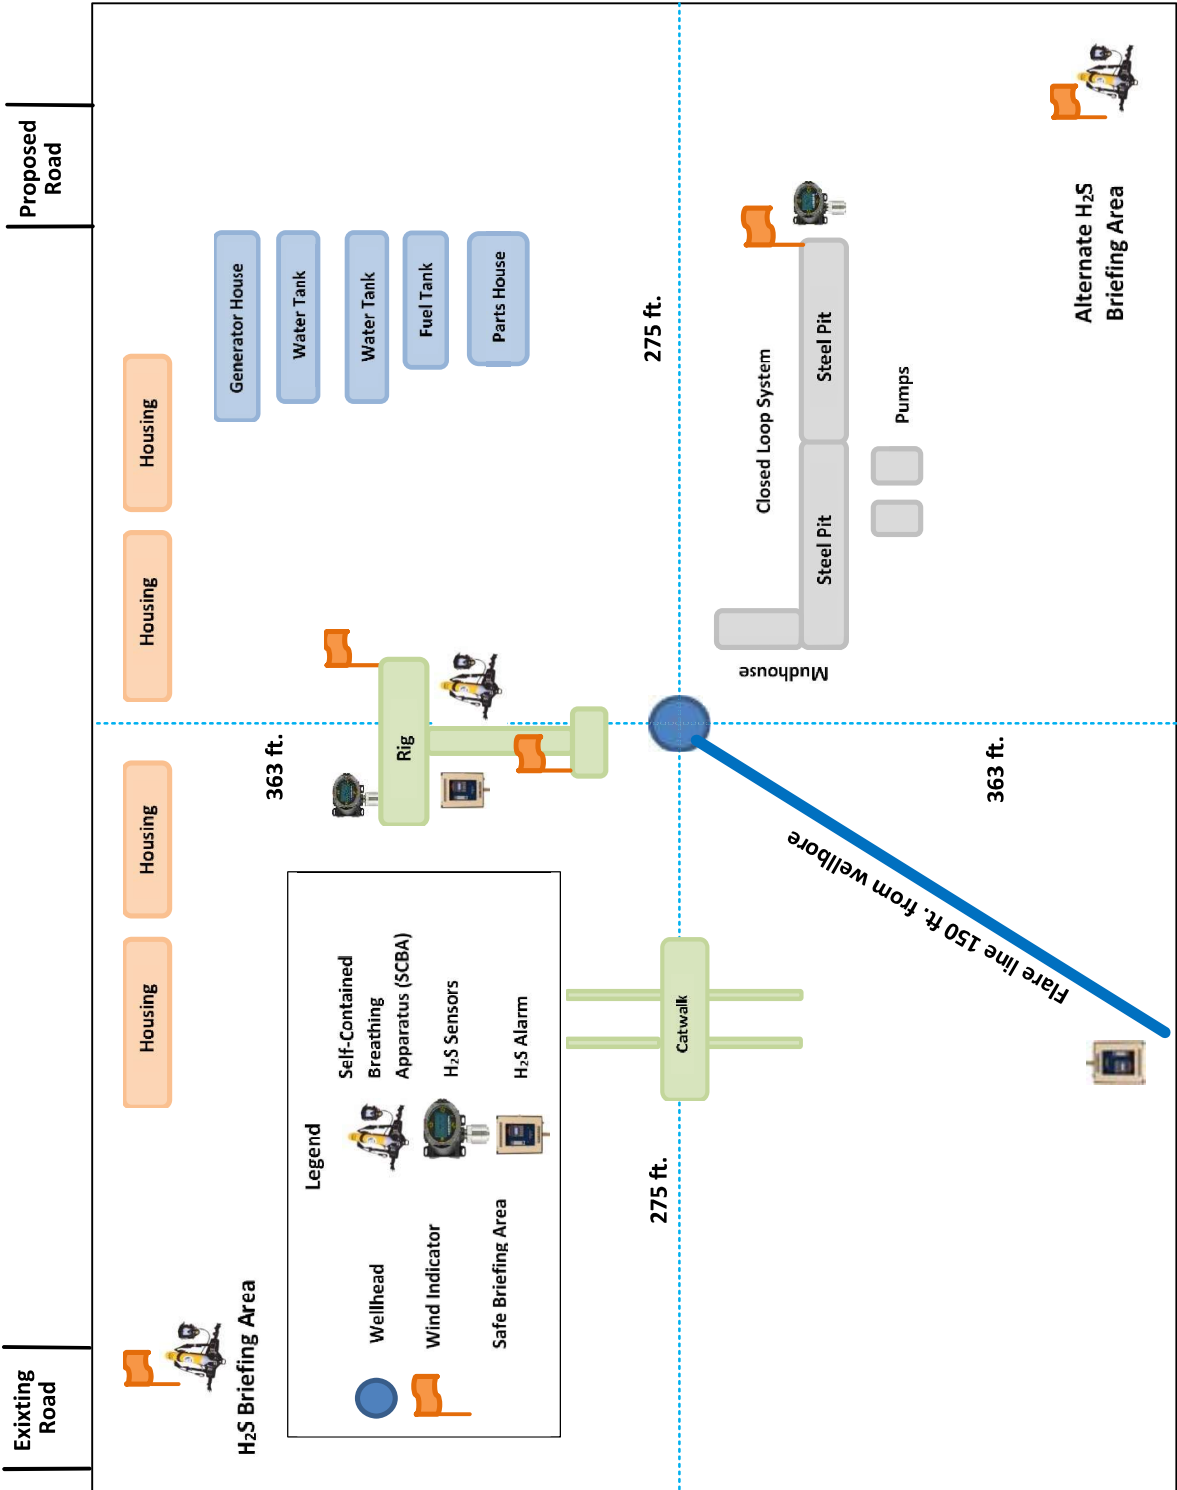 Exixting
Road
Proposed
Road
H₂S Briefing Area
Housing
Housing
Housing
Housing
Generator House
Water Tank
Water Tank
Fuel Tank
Parts House
363 ft.
Rig
Legend
Self-Contained
Breathing
Apparatus (SCBA)
H₂S Sensors
H₂S Alarm
Wellhead
Wind Indicator
Safe Briefing Area
275 ft.
275 ft.
Catwalk
Mudhouse
Closed Loop System
Steel Pit
Steel Pit
Pumps
363 ft.
Flare line 150 ft. from wellbore
Alternate H₂S
Briefing Area